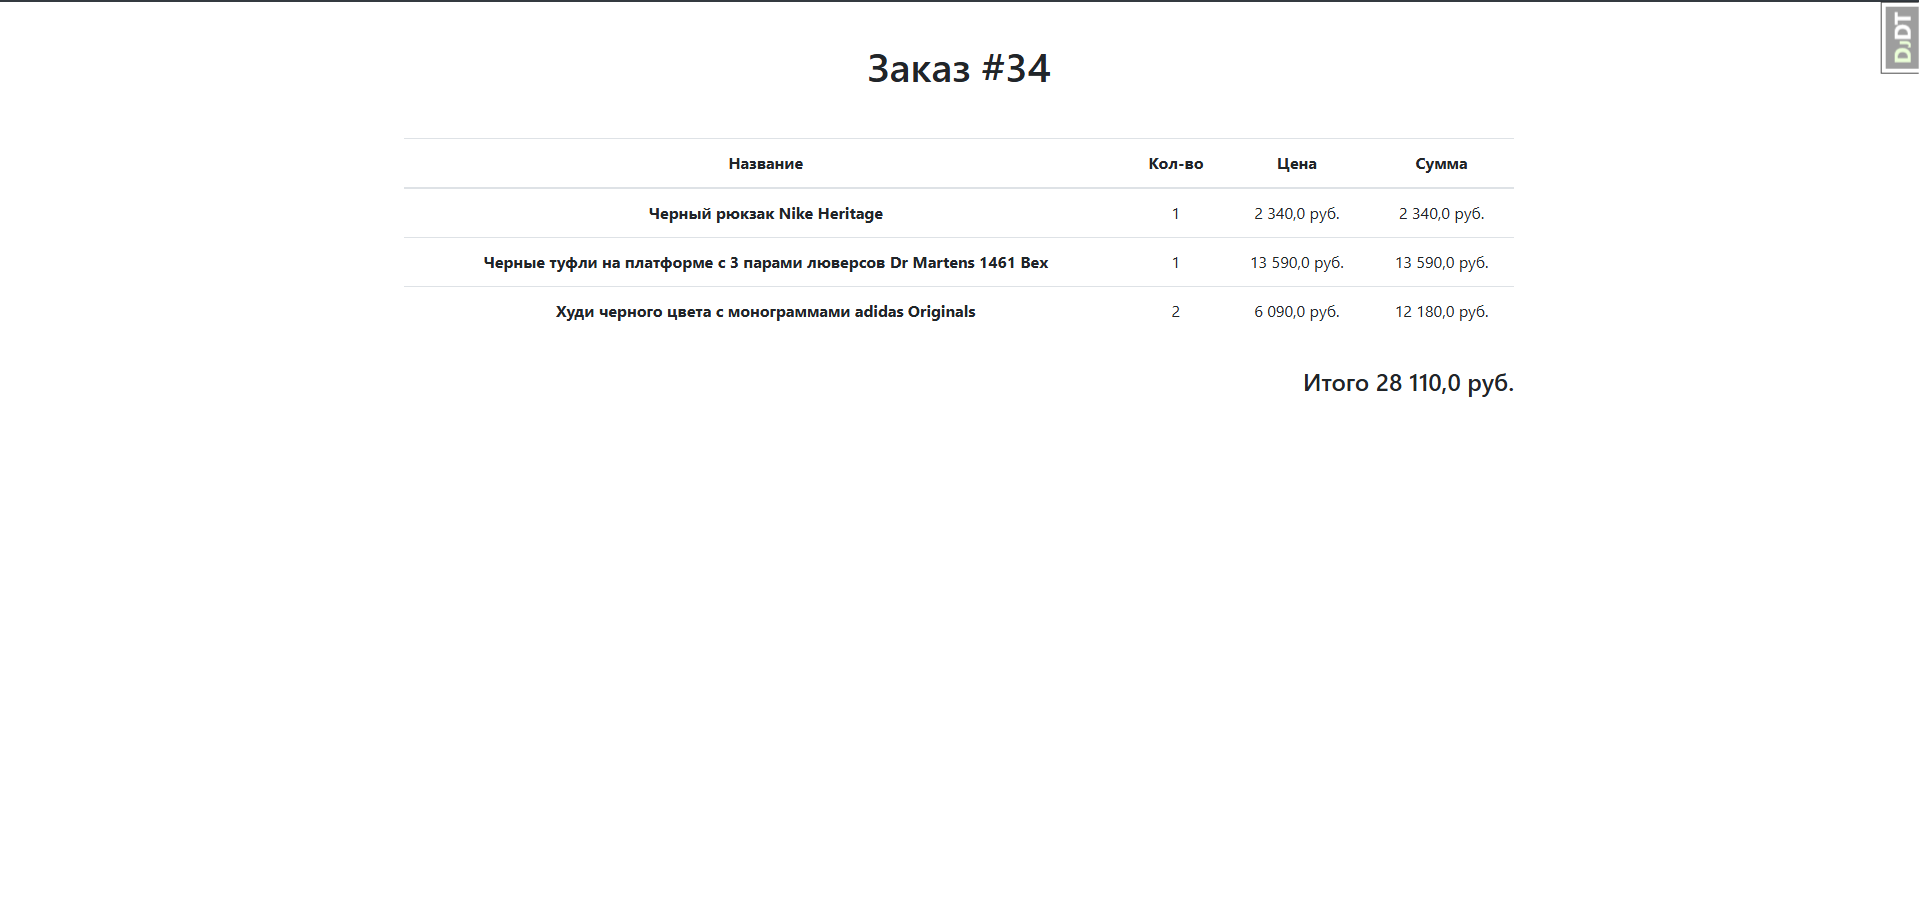 DJDT
Заказ #34
Название Кол-во Цена Сумма
Черный рюкзак Nike Heritage 1 2 340,0 руб. 2 340,0 руб.
Черные туфли на платформе с 3 парами люверсов Dr Martens 1461 Bex 1 13 590,0 руб. 13 590,0 руб.
Худи черного цвета с монограммами adidas Originals 2 6 090,0 руб. 12 180,0 руб.
Итого 28 110,0 руб.